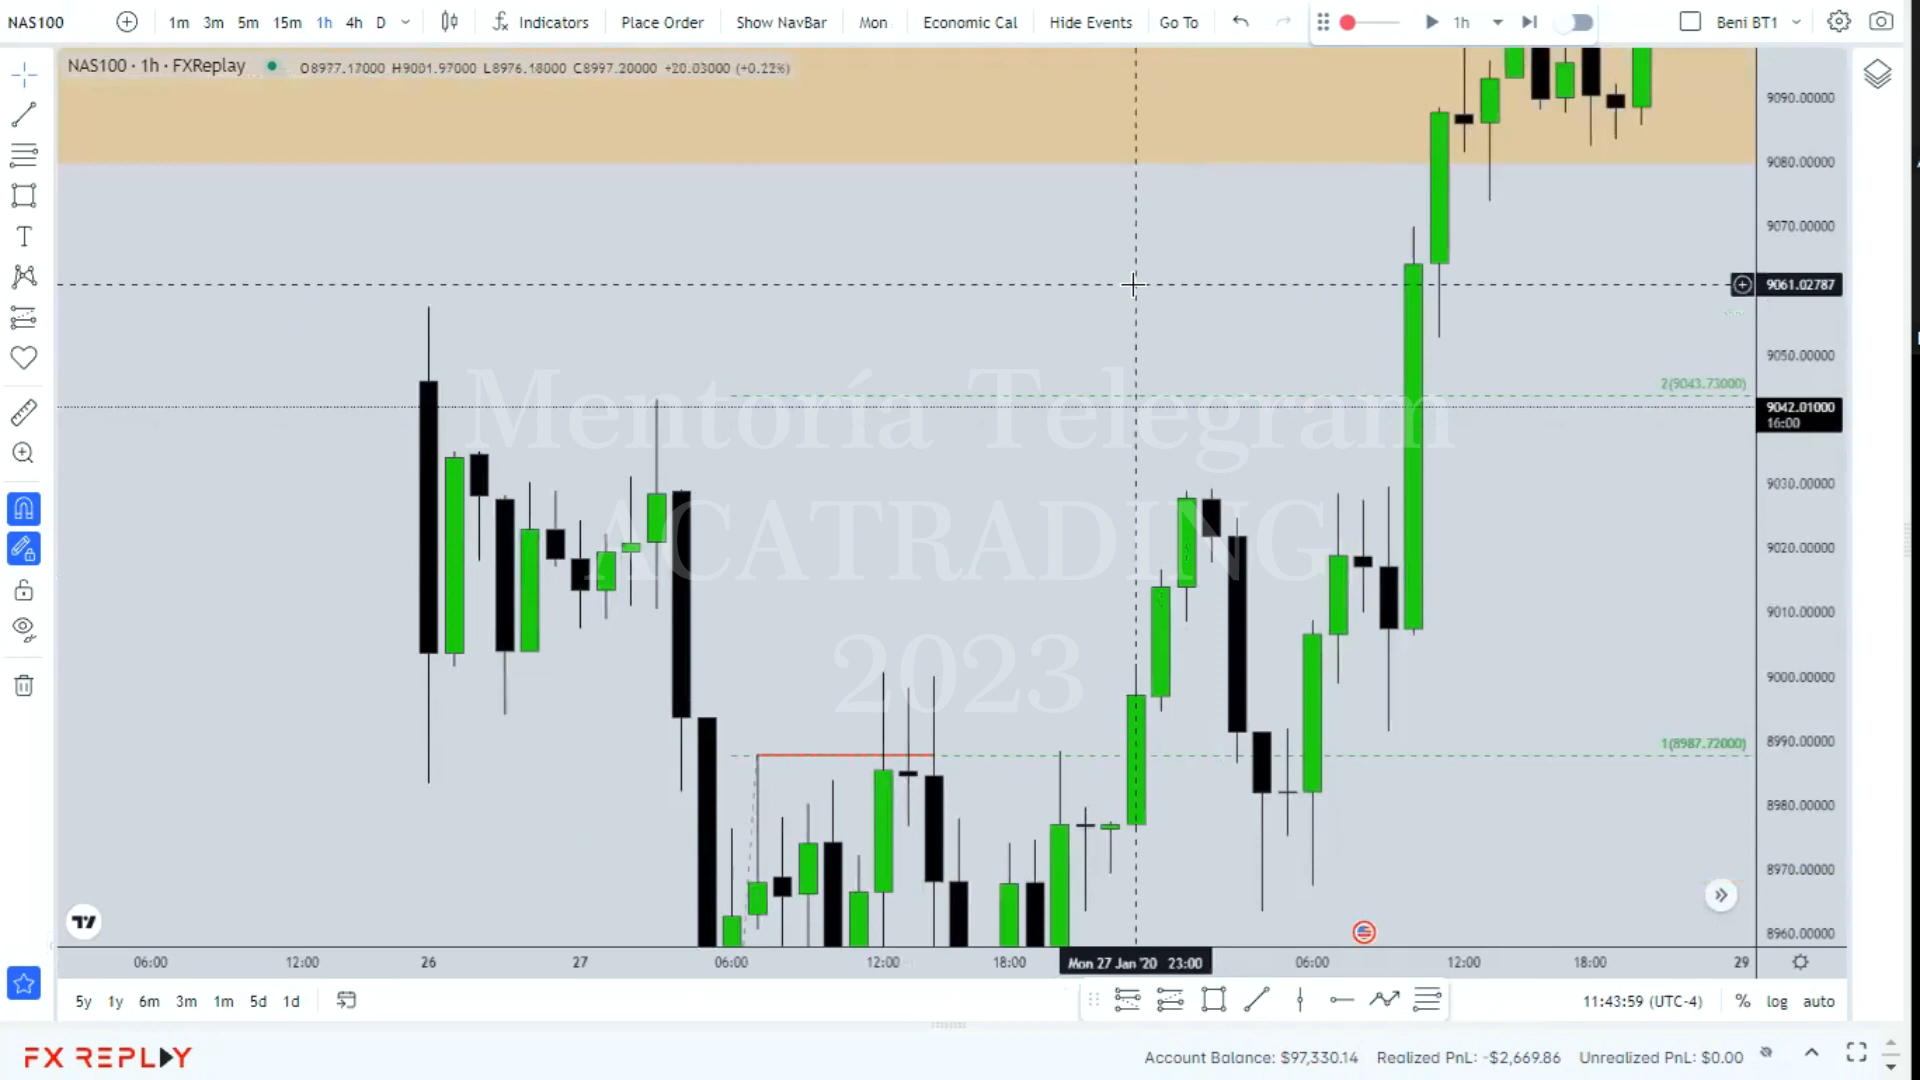 NAS100 1m 3m 5m 15m 1h 4h D Indicators Place Order Show NavBar Mon Economic Cal Hide Events Go To 1h Beni BT1
NAS100 · 1h · FXReplay O8977.17000 H9001.97000 L8976.18000 C8997.20000 +20.03000 (+0.22%)
9090.00000
9080.00000
9070.00000
9061.02787
9050.00000
2(9043.73000)
9042.01000
16:00
Mentoría Telegram
ACATRADING
2023
9030.00000
9020.00000
9010.00000
9000.00000
8990.00000
1(8987.72000)
8980.00000
8970.00000
8960.00000
06:00 12:00 26 27 06:00 12:00 18:00 Mon 27 Jan '20 23:00 06:00 12:00 18:00 29
5y 1y 6m 3m 1m 5d 1d 11:43:59 (UTC-4) % log auto
FX REPLAY Account Balance: $97,330.14 Realized PnL: -$2,669.86 Unrealized PnL: $0.00